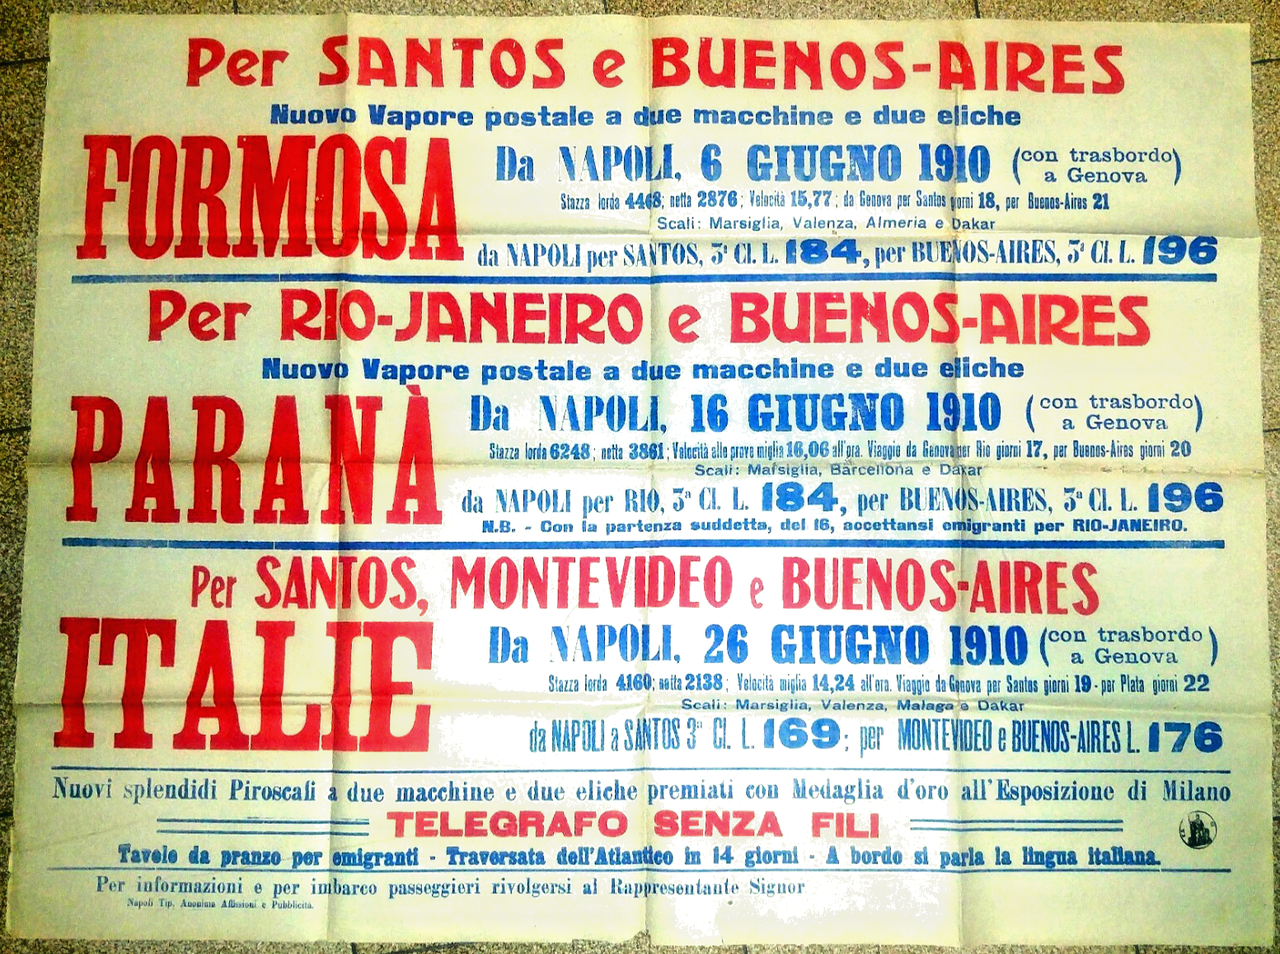 Per SANTOS e BUENOS-AIRES
Nuovo Vapore postale a due macchine e due eliche
FORMOSA
Da NAPOLI, 6 GIUGNO 1910 (con trasbordo a Genova)
Stazza lorda 4468; netta 2876; Velocità 15,77; da Genova per Santos giorni 18, per Buenos-Aires 21
Scali: Marsiglia, Valenza, Almeria e Dakar
da NAPOLI per SANTOS, 3ª Cl. L. 184, per BUENOS-AIRES, 3ª Cl. L. 196
Per RIO-JANEIRO e BUENOS-AIRES
Nuovo Vapore postale a due macchine e due eliche
PARANÀ
Da NAPOLI, 16 GIUGNO 1910 (con trasbordo a Genova)
Stazza lorda 6248; netta 3861; Velocità alle prove miglia 16,06 all'ora. Viaggio da Genova per Rio giorni 17, per Buenos-Aires giorni 20
Scali: Marsiglia, Barcellona e Dakar
da NAPOLI per RIO, 3ª Cl. L. 184, per BUENOS-AIRES, 3ª Cl. L. 196
N.B. - Con la partenza suddetta, del 16, accettansi emigranti per RIO-JANEIRO.
Per SANTOS, MONTEVIDEO e BUENOS-AIRES
ITALIE
Da NAPOLI, 26 GIUGNO 1910 (con trasbordo a Genova)
Stazza lorda 4160; netta 2138; Velocità miglia 14,24 all'ora. Viaggio da Genova per Santos giorni 19 - per Plata giorni 22
Scali: Marsiglia, Valenza, Malaga e Dakar
da NAPOLI a SANTOS 3ª Cl. L. 169; per MONTEVIDEO e BUENOS-AIRES L. 176
Nuovi splendidi Piroscafi a due macchine e due eliche premiati con Medaglia d'oro all'Esposizione di Milano
TELEGRAFO SENZA FILI
Tavole da pranzo per emigranti - Traversata dell'Atlantico in 14 giorni - A bordo si parla la lingua italiana.
Per informazioni e per imbarco passeggieri rivolgersi al Rappresentante Signor
Napoli Tip. Anonima Affissioni e Pubblicità.